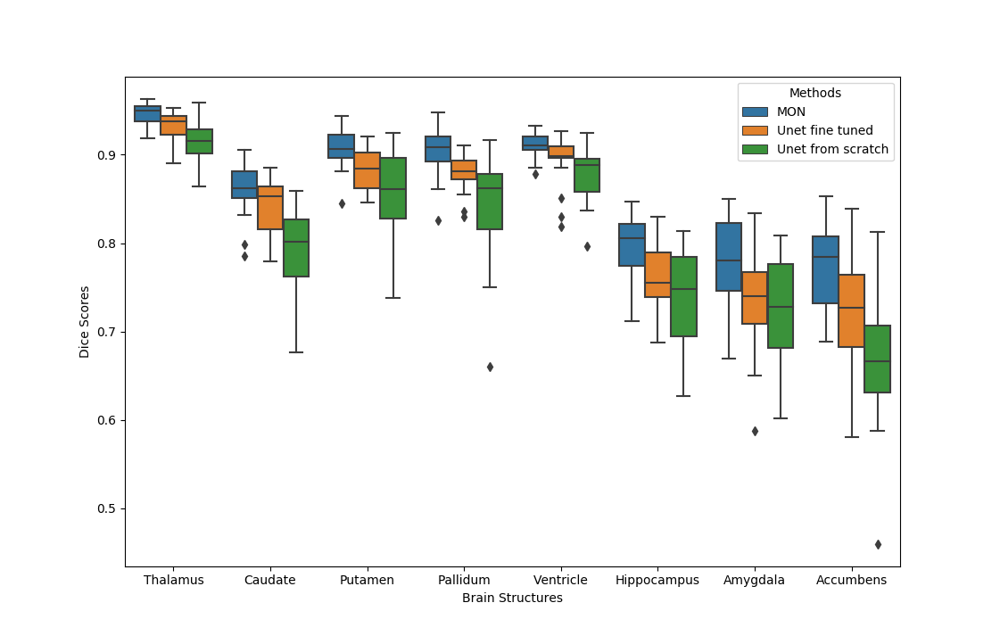 Methods
MON
Unet fine tuned
Unet from scratch
0.9
0.8
0.7
0.6
0.5
Dice Scores
Thalamus Caudate Putamen Pallidum Ventricle Hippocampus Amygdala Accumbens
Brain Structures